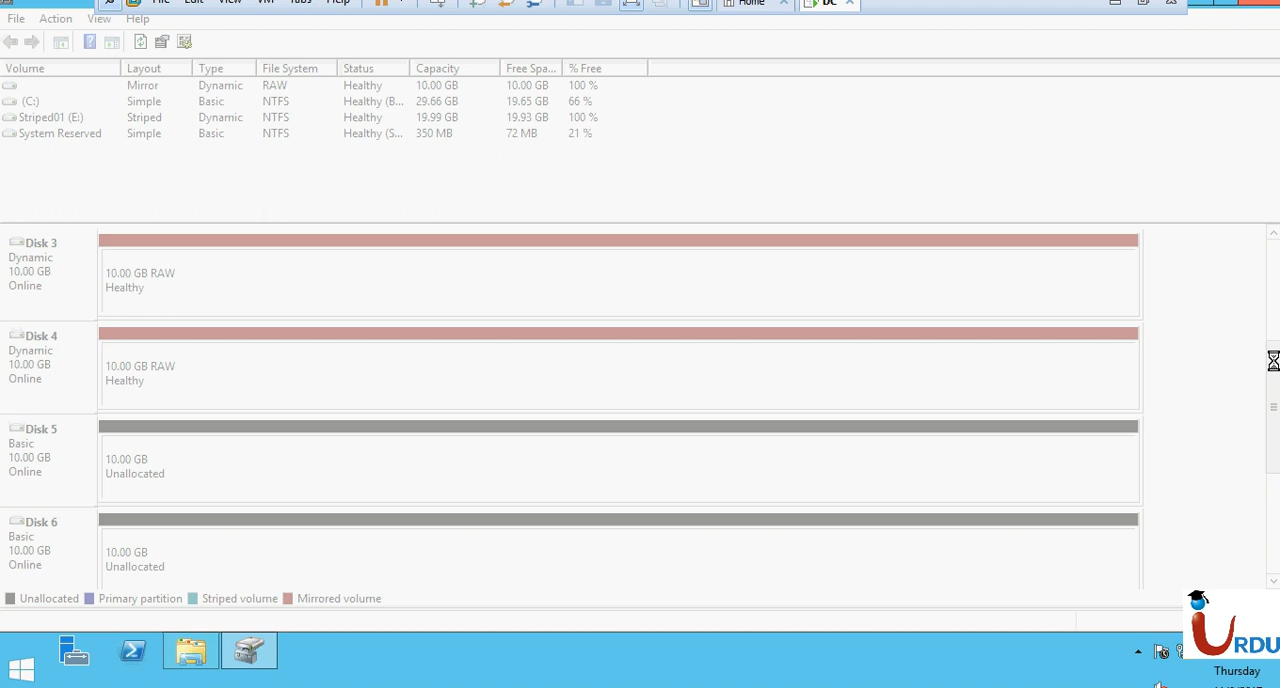 File Edit View VM Tabs Help Home DC
File Action View Help
Volume Layout Type File System Status Capacity Free Spa... % Free
Mirror Dynamic RAW Healthy 10.00 GB 10.00 GB 100 %
(C:) Simple Basic NTFS Healthy (B... 29.66 GB 19.65 GB 66 %
Striped01 (E:) Striped Dynamic NTFS Healthy 19.99 GB 19.93 GB 100 %
System Reserved Simple Basic NTFS Healthy (S... 350 MB 72 MB 21 %
Disk 3
Dynamic
10.00 GB
Online
10.00 GB RAW
Healthy
Disk 4
Dynamic
10.00 GB
Online
10.00 GB RAW
Healthy
Disk 5
Basic
10.00 GB
Online
10.00 GB
Unallocated
Disk 6
Basic
10.00 GB
Online
10.00 GB
Unallocated
Unallocated Primary partition Striped volume Mirrored volume
iURDU
Thursday